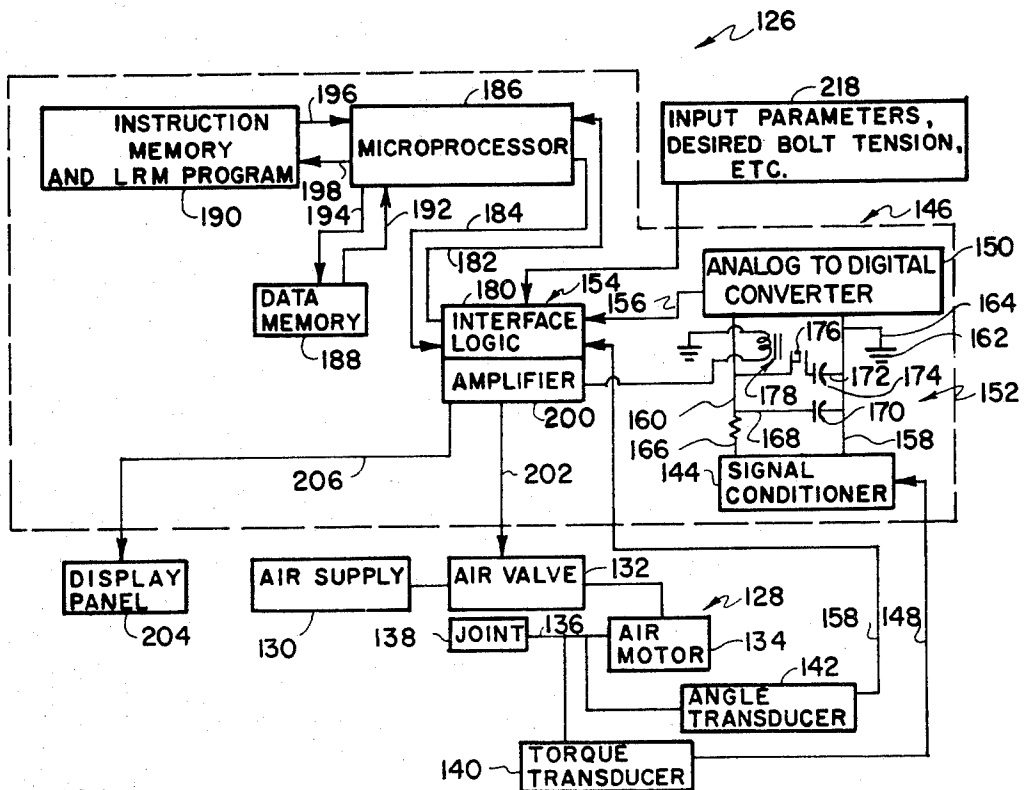 126
196
186
218
INSTRUCTION
MEMORY
AND LRM PROGRAM
MICROPROCESSOR
INPUT PARAMETERS,
DESIRED BOLT TENSION,
ETC.
198
190
194
192
184
182
146
150
ANALOG TO DIGITAL
CONVERTER
180
154
156
DATA
MEMORY
188
INTERFACE
LOGIC
176
164
162
AMPLIFIER
178
172
174
152
200
160
168
170
166
158
206
202
144
SIGNAL
CONDITIONER
DISPLAY
PANEL
204
AIR SUPPLY
130
AIR VALVE
132
128
138
JOINT
136
AIR
MOTOR
134
158
148
142
ANGLE
TRANSDUCER
140
TORQUE
TRANSDUCER